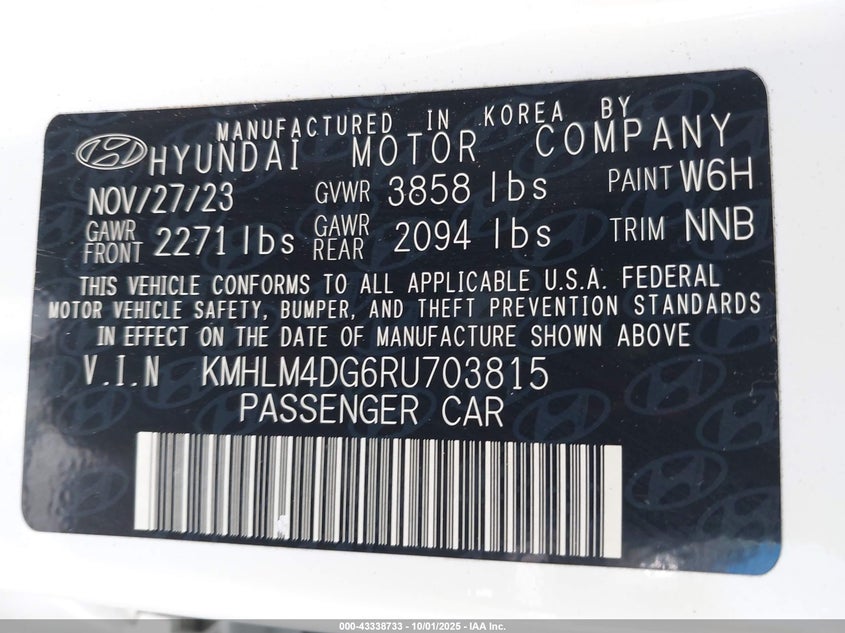 MANUFACTURED IN KOREA BY
HYUNDAI MOTOR COMPANY
NOV/27/23 GVWR 3858 lbs PAINT W6H
GAWR FRONT 2271 lbs GAWR REAR 2094 lbs TRIM NNB
THIS VEHICLE CONFORMS TO ALL APPLICABLE U.S.A. FEDERAL
MOTOR VEHICLE SAFETY, BUMPER, AND THEFT PREVENTION STANDARDS
IN EFFECT ON THE DATE OF MANUFACTURE SHOWN ABOVE
V.I.N KMHLM4DG6RU703815
PASSENGER CAR
000-43338733 - 10/01/2025 - IAA Inc.